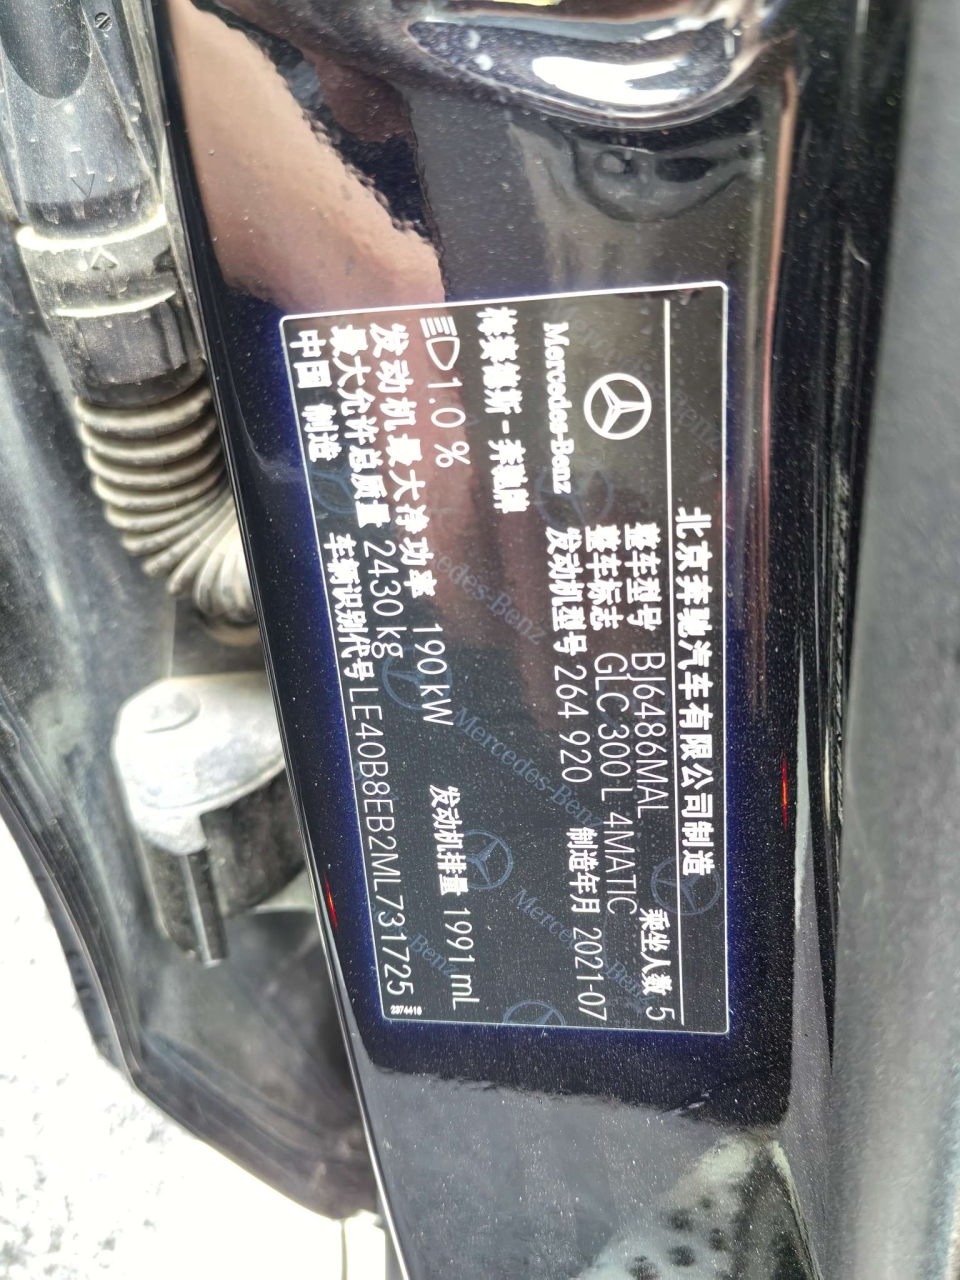 北京奔驰汽车有限公司制造
Mercedes-Benz
整车型号 BJ6486MAL 乘坐人数 5
整车标志 GLC 300 L 4MATIC
发动机型号 264 920 制造年月 2021-07
梅赛德斯-奔驰牌
1.0 %
发动机最大净功率 190 kW 发动机排量 1991 mL
最大允许总质量 2430 kg
中国 制造 车辆识别代号 LE40B8EB2ML731725
2374416